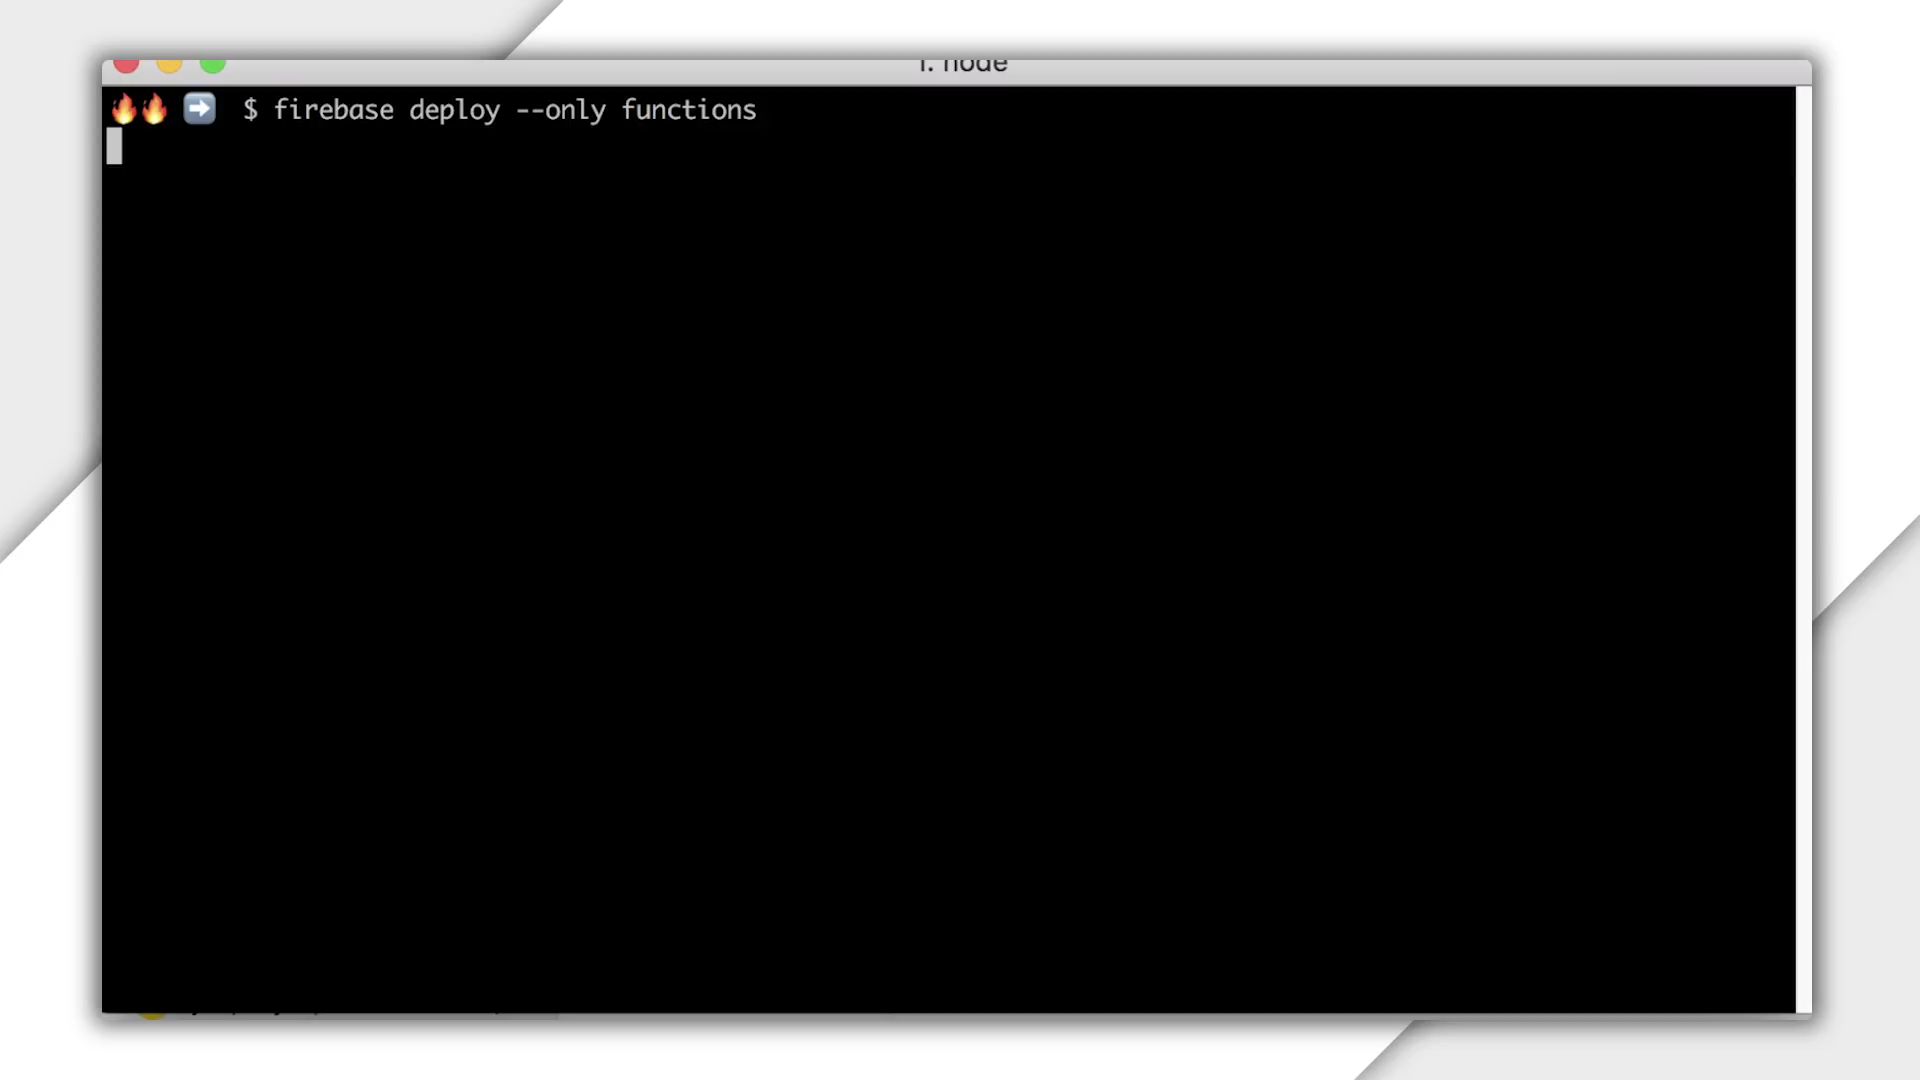 1. node
🔥🔥 ➡️ $ firebase deploy --only functions